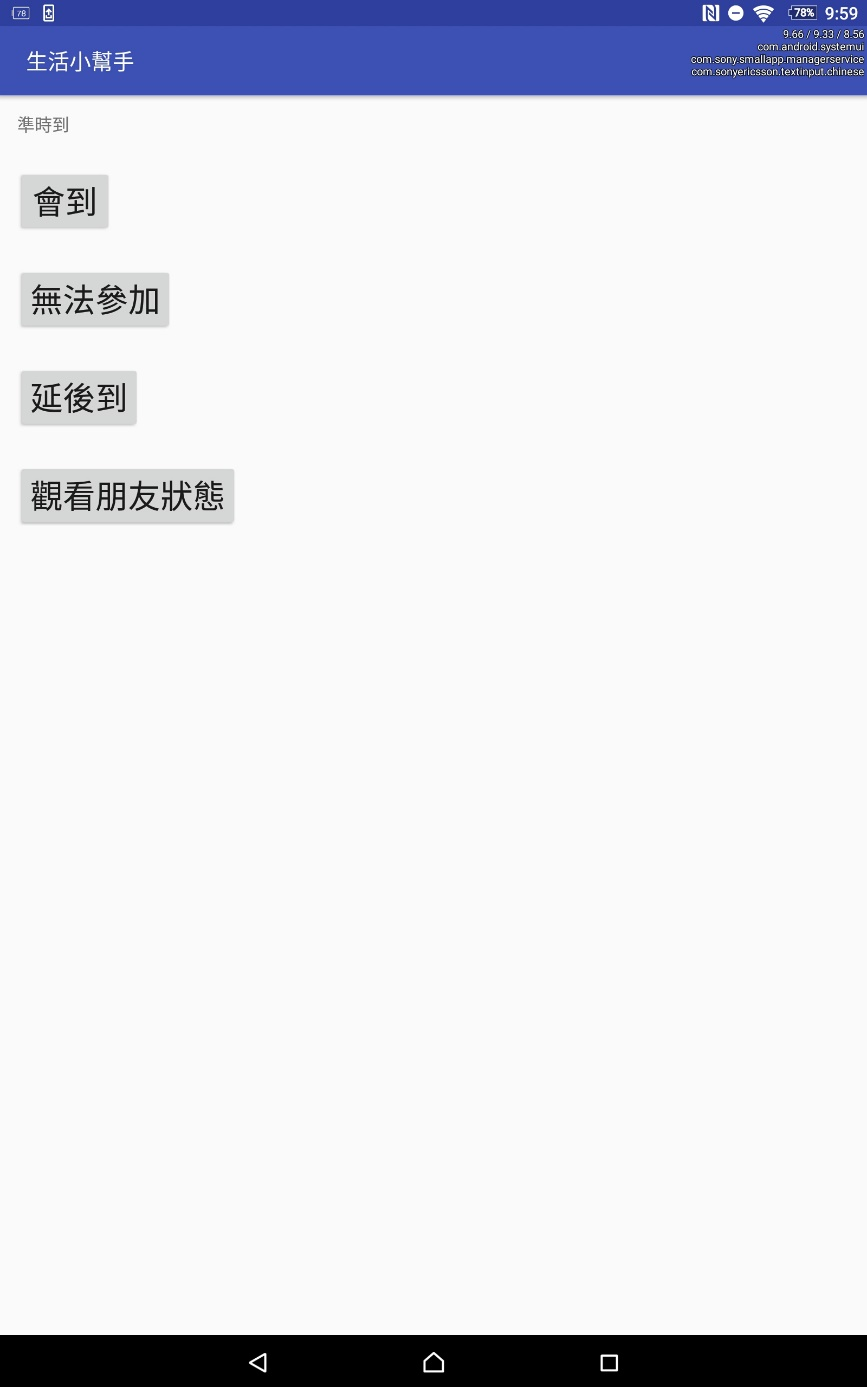 78
78%
9:59
9.66 / 9.33 / 8.56
com.android.systemui
com.sony.smallapp.managerservice
com.sonyericsson.textinput.chinese
生活小幫手
準時到
會到
無法參加
延後到
觀看朋友狀態